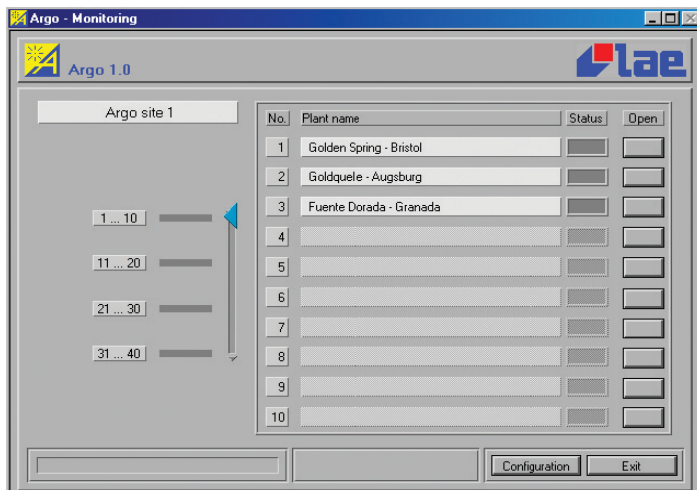 Argo - Monitoring
Argo 1.0
lae
Argo site 1
No. Plant name Status Open
1 Golden Spring - Bristol
2 Goldquele - Augsburg
3 Fuente Dorada - Granada
4
5
6
7
8
9
10
1 ... 10
11 ... 20
21 ... 30
31 ... 40
Configuration Exit